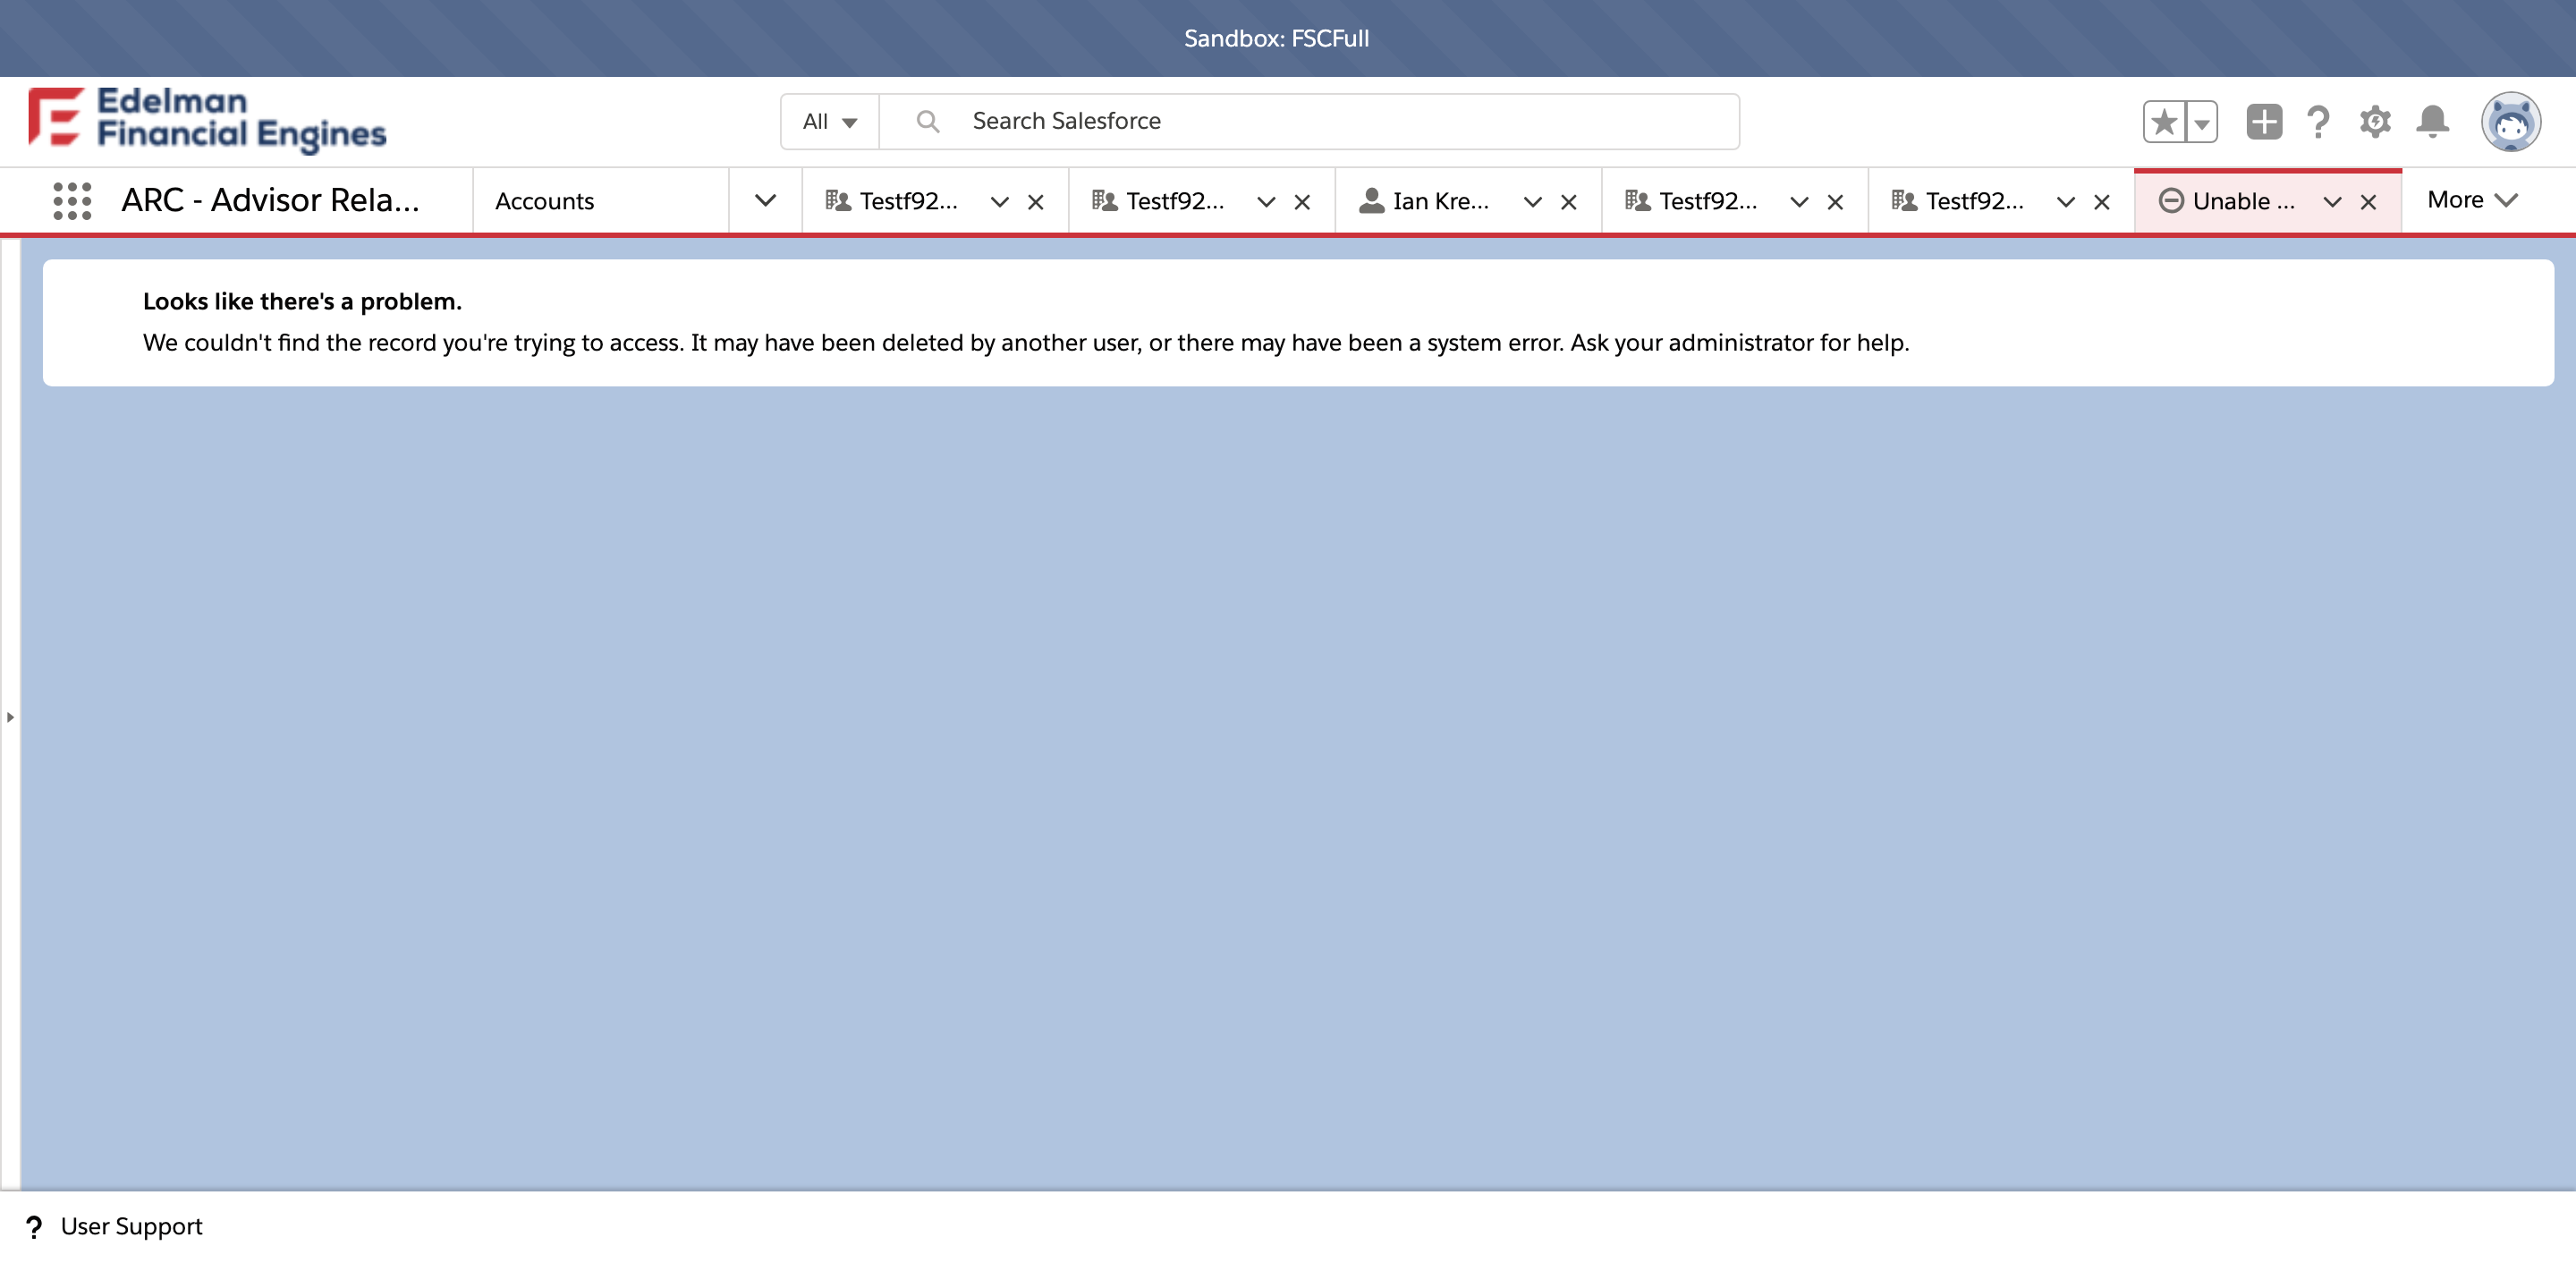 Sandbox: FSCFull
Edelman
Financial Engines
All
Search Salesforce
ARC - Advisor Rela...
Accounts
Testf92...
Testf92...
Ian Kre...
Testf92...
Testf92...
Unable ...
More
Looks like there's a problem.
We couldn't find the record you're trying to access. It may have been deleted by another user, or there may have been a system error. Ask your administrator for help.
? User Support